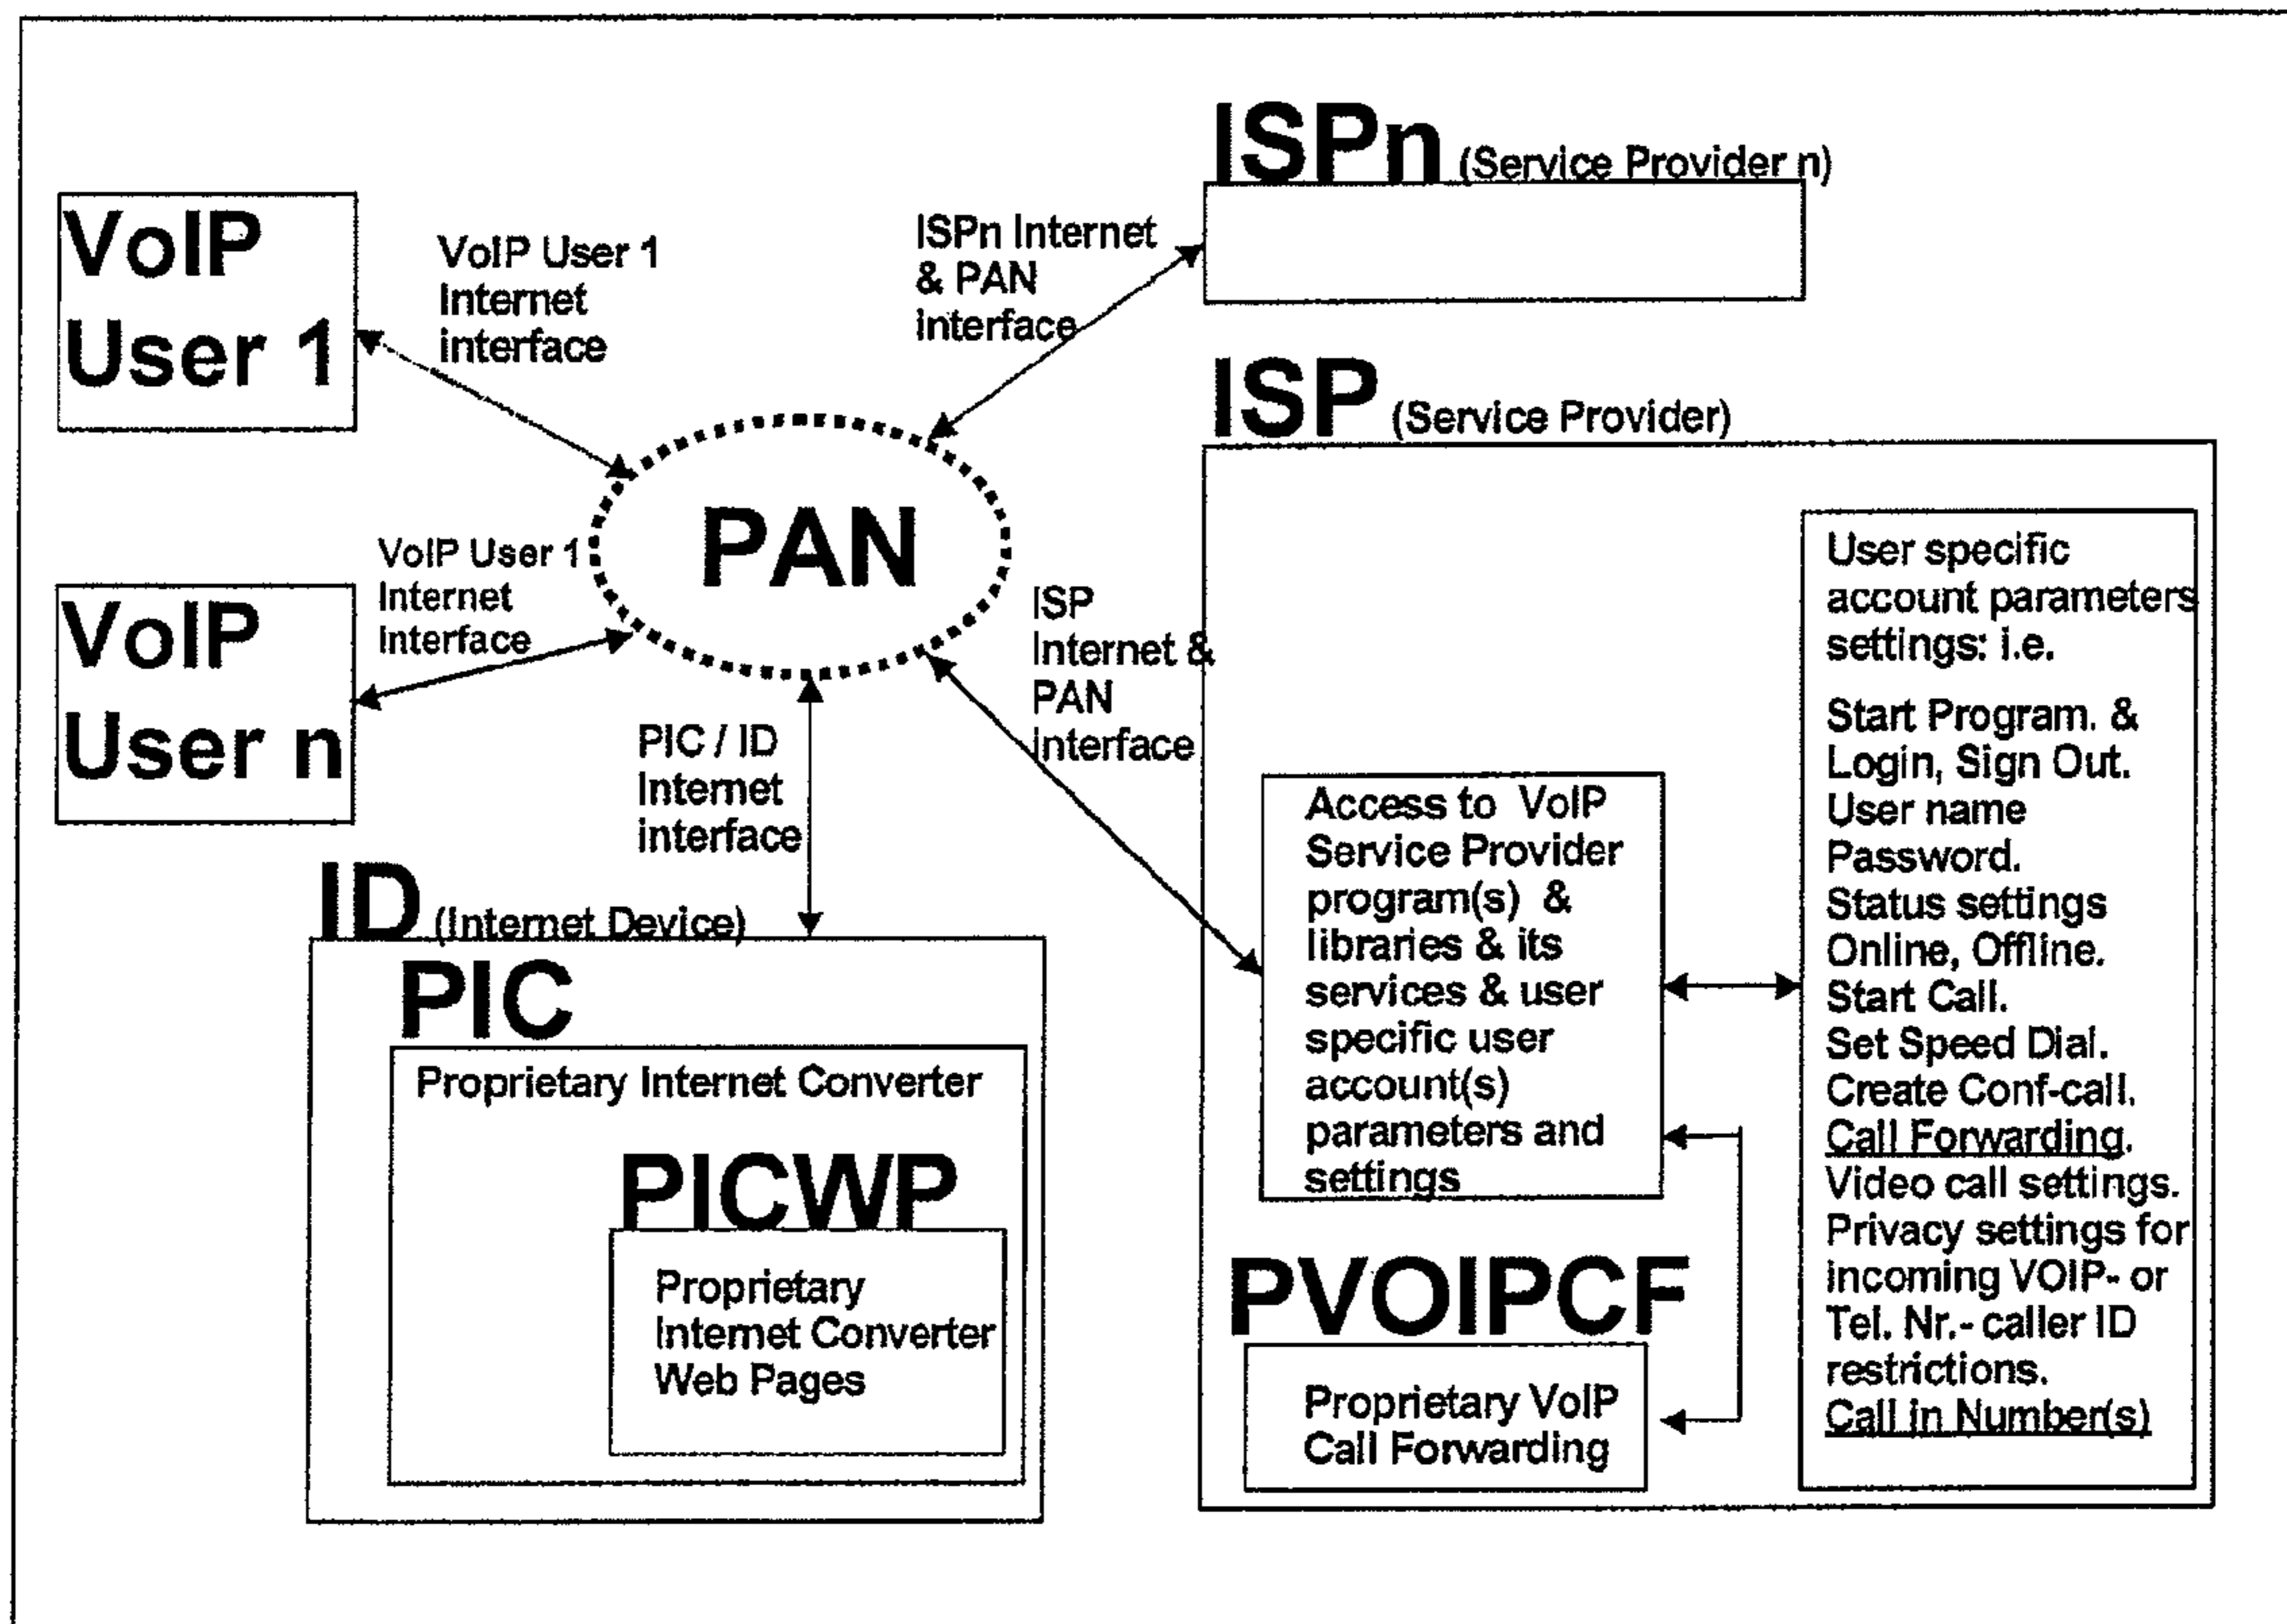 ISPn (Service Provider n)
VoIP
User 1
VoIP User 1
Internet
interface
ISPn Internet
& PAN
interface
ISP (Service Provider)
PAN
VoIP User 1
Internet
interface
VoIP
User n
ISP
Internet &
PAN
interface
PIC / ID
Internet
interface
ID (Internet Device)
PIC
Proprietary Internet Converter
PICWP
Proprietary
Internet Converter
Web Pages
Access to VoIP
Service Provider
program(s) &
libraries & its
services & user
specific user
account(s)
parameters and
settings
PVOIPCF
Proprietary VoIP
Call Forwarding
User specific
account parameters
settings: i.e.
Start Program. &
Login, Sign Out.
User name
Password.
Status settings
Online, Offline.
Start Call.
Set Speed Dial.
Create Conf-call.
Call Forwarding.
Video call settings.
Privacy settings for
incoming VOIP- or
Tel. Nr.- caller ID
restrictions.
Call in Number(s)